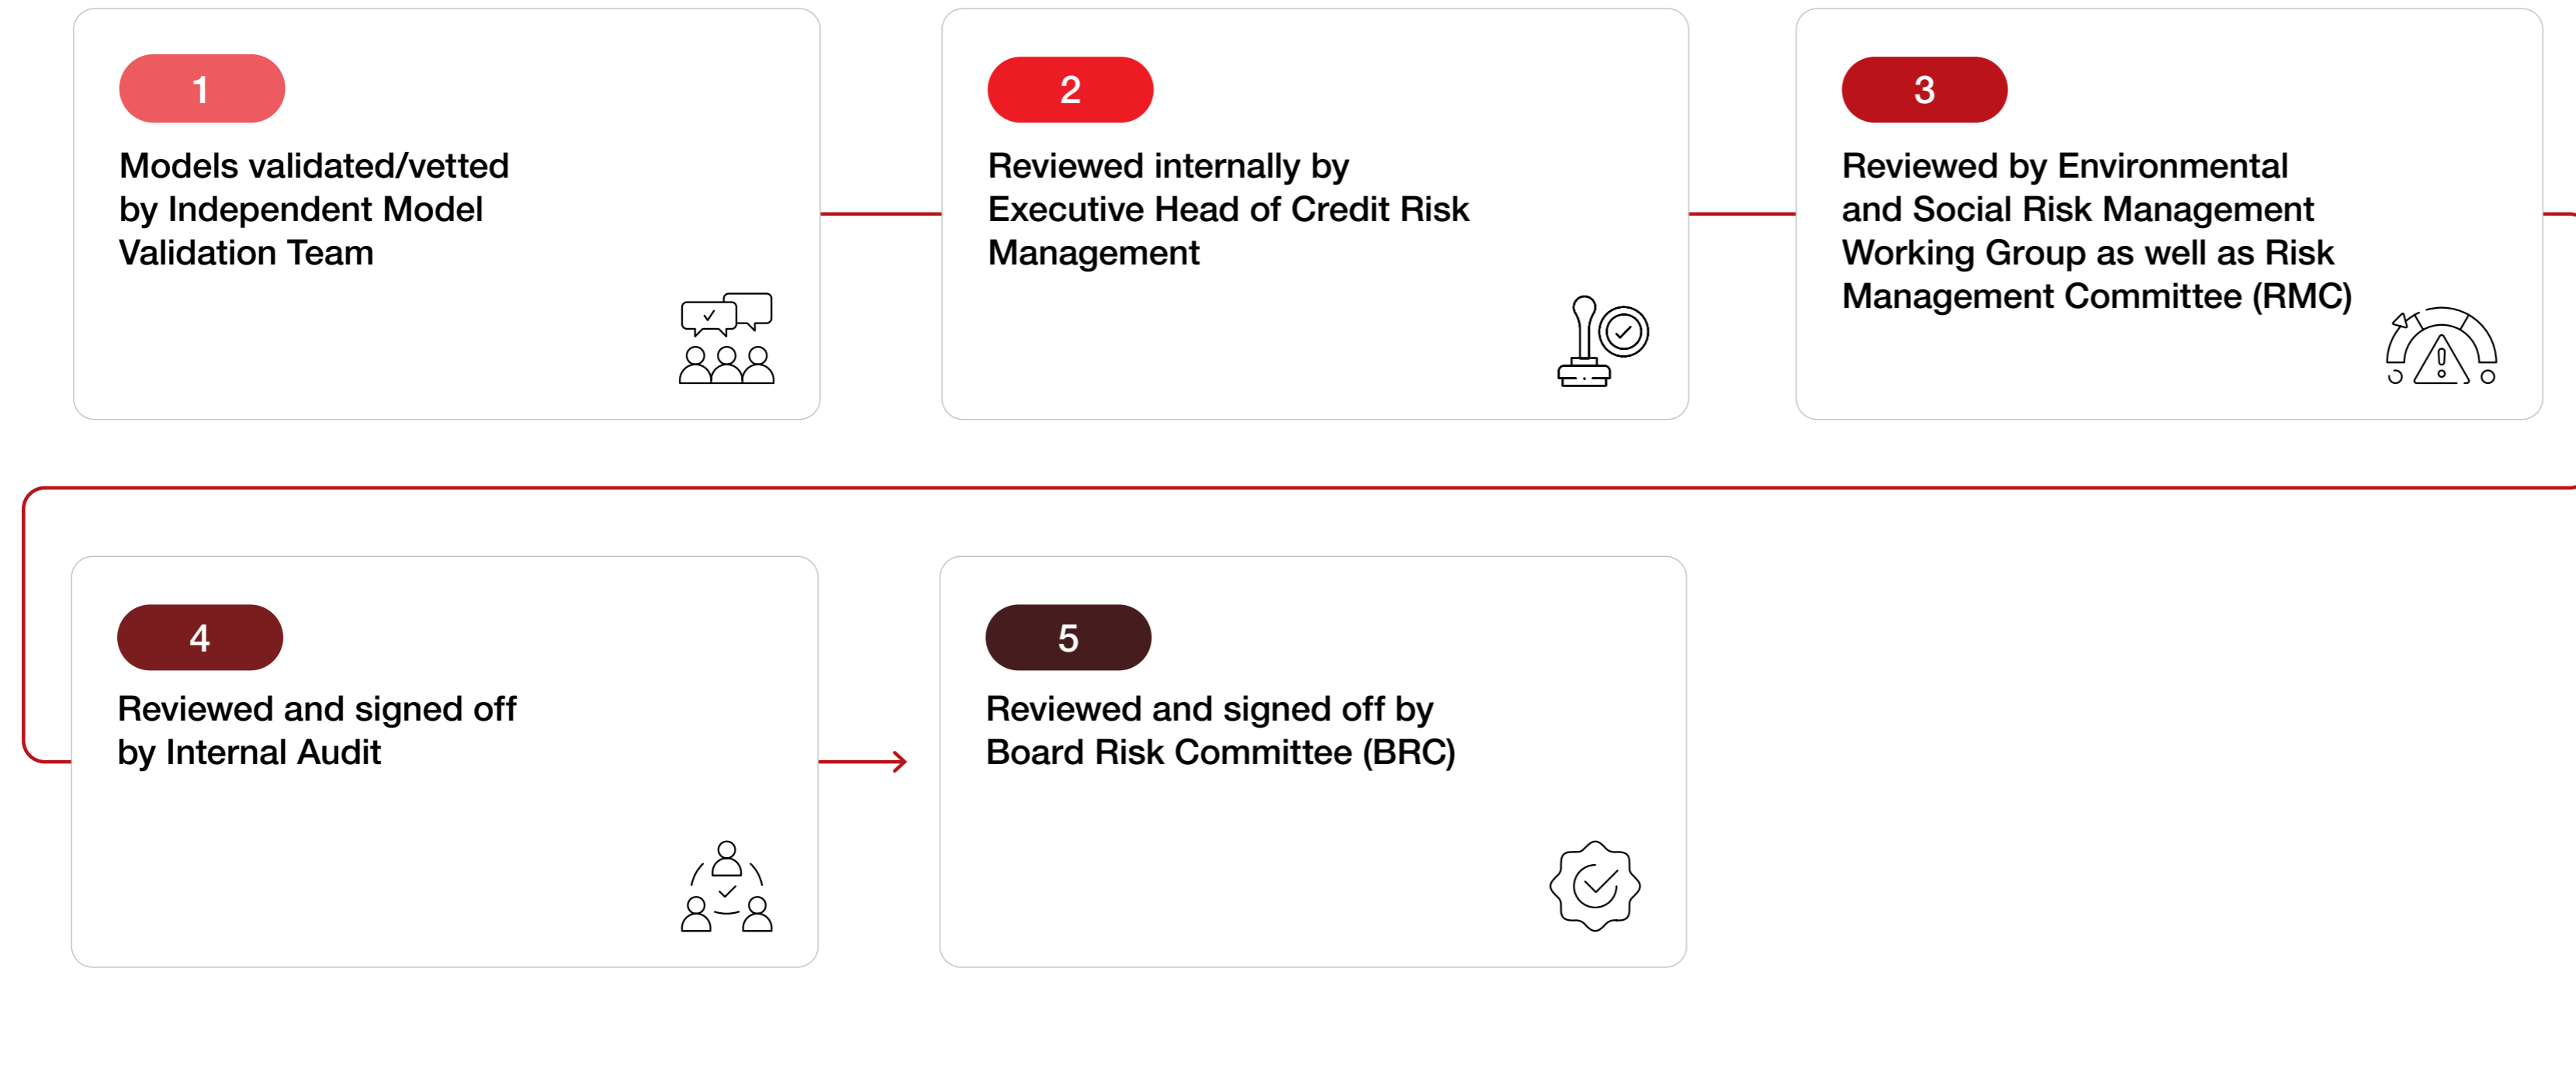 1
Models validated/vetted
by Independent Model
Validation Team
2
Reviewed internally by
Executive Head of Credit Risk
Management
3
Reviewed by Environmental
and Social Risk Management
Working Group as well as Risk
Management Committee (RMC)
4
Reviewed and signed off
by Internal Audit
5
Reviewed and signed off by
Board Risk Committee (BRC)